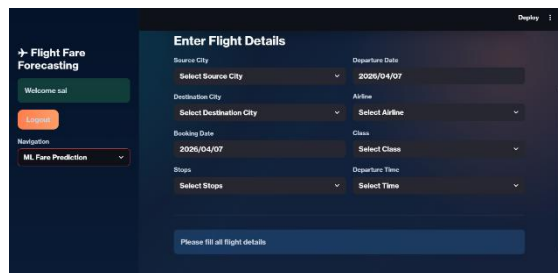 Deploy
✈ Flight Fare
Forecasting
Welcome sai
Logout
Navigation
ML Fare Prediction
Enter Flight Details
Source City
Select Source City
Departure Date
2026/04/07
Destination City
Select Destination City
Airline
Select Airline
Booking Date
2026/04/07
Class
Select Class
Stops
Select Stops
Departure Time
Select Time
Please fill all flight details